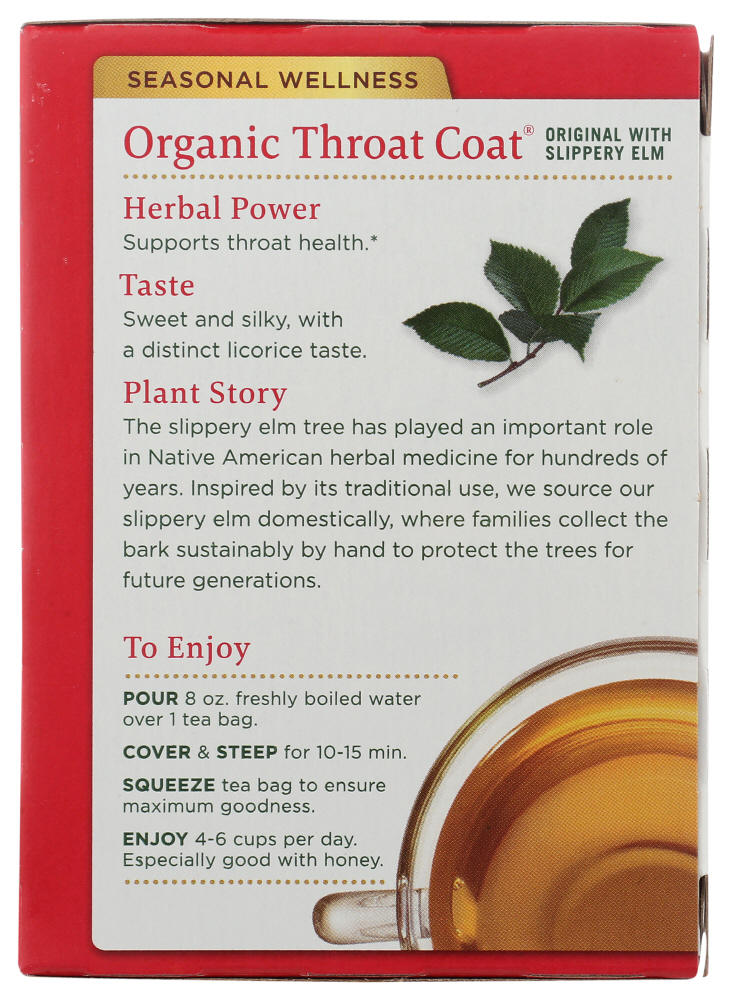 SEASONAL WELLNESS
Organic Throat Coat® ORIGINAL WITH
SLIPPERY ELM
Herbal Power
Supports throat health.*
Taste
Sweet and silky, with
a distinct licorice taste.
Plant Story
The slippery elm tree has played an important role
in Native American herbal medicine for hundreds of
years. Inspired by its traditional use, we source our
slippery elm domestically, where families collect the
bark sustainably by hand to protect the trees for
future generations.
To Enjoy
POUR 8 oz. freshly boiled water
over 1 tea bag.
COVER & STEEP for 10-15 min.
SQUEEZE tea bag to ensure
maximum goodness.
ENJOY 4-6 cups per day.
Especially good with honey.